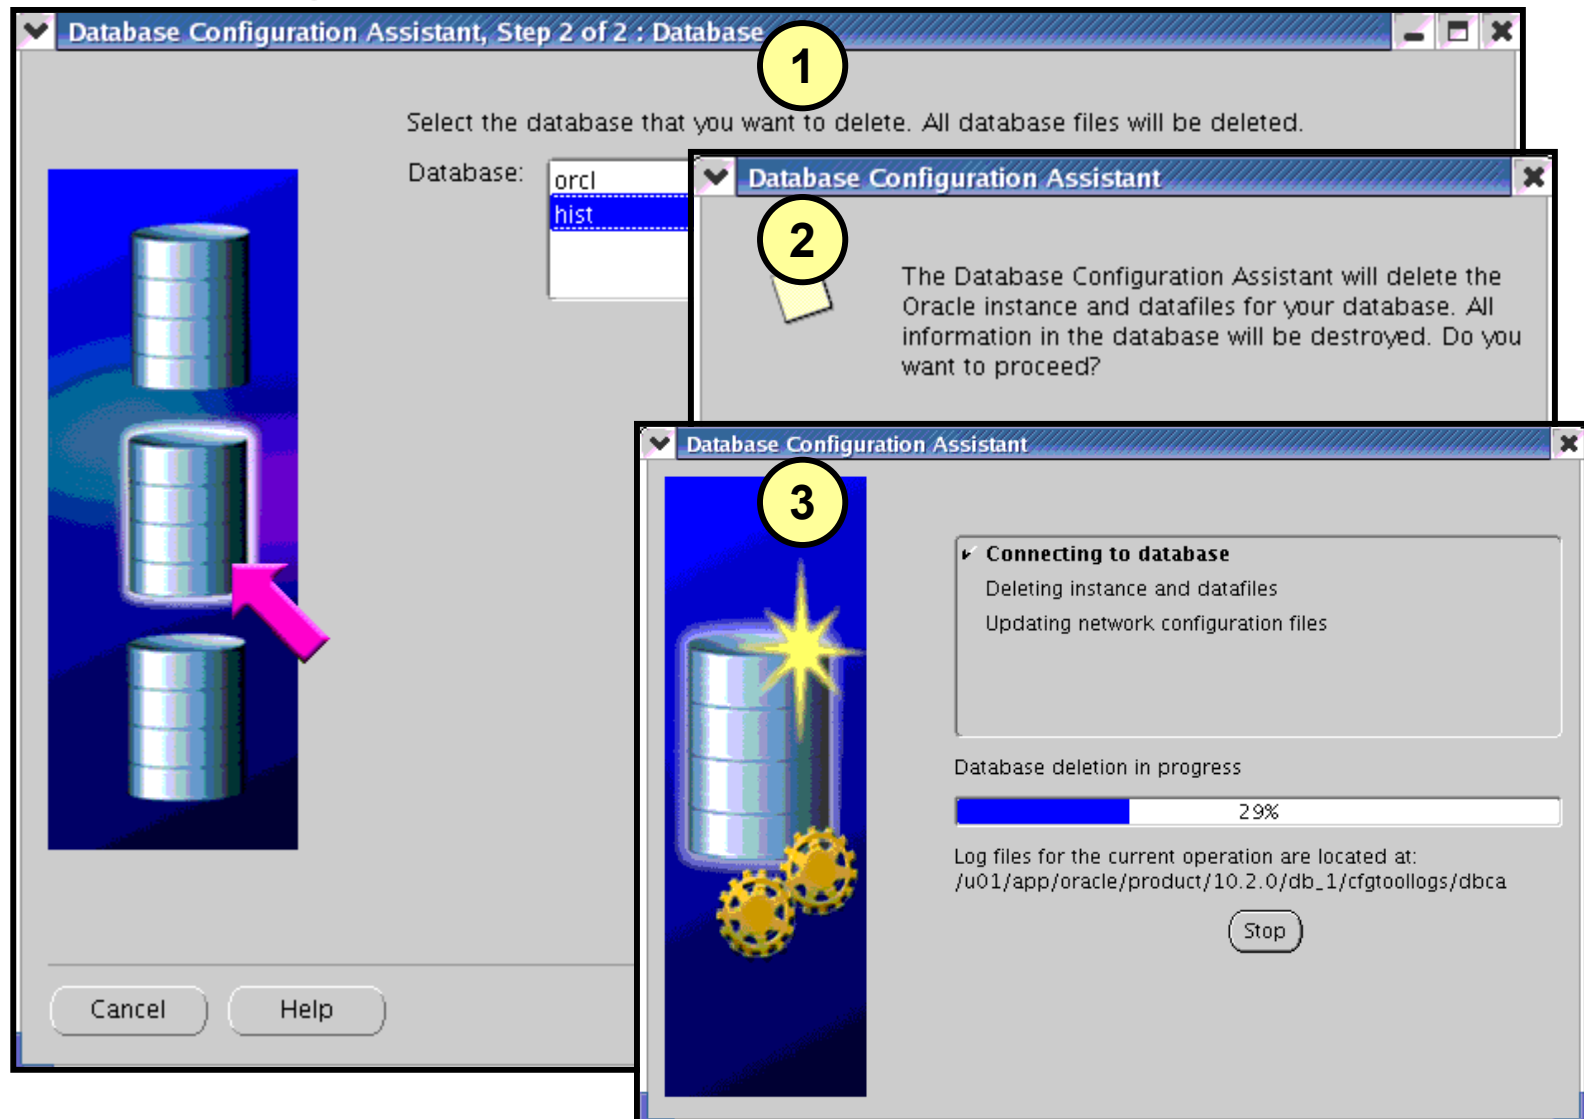 Database Configuration Assistant, Step 2 of 2 : Database
1
Select the database that you want to delete. All database files will be deleted.
Database:
orcl
hist
Database Configuration Assistant
2
The Database Configuration Assistant will delete the
Oracle instance and datafiles for your database. All
information in the database will be destroyed. Do you
want to proceed?
Database Configuration Assistant
3
Connecting to database
Deleting instance and datafiles
Updating network configuration files
Database deletion in progress
29%
Log files for the current operation are located at:
/u01/app/oracle/product/10.2.0/db_1/cfgtoollogs/dbca
Stop
Cancel
Help